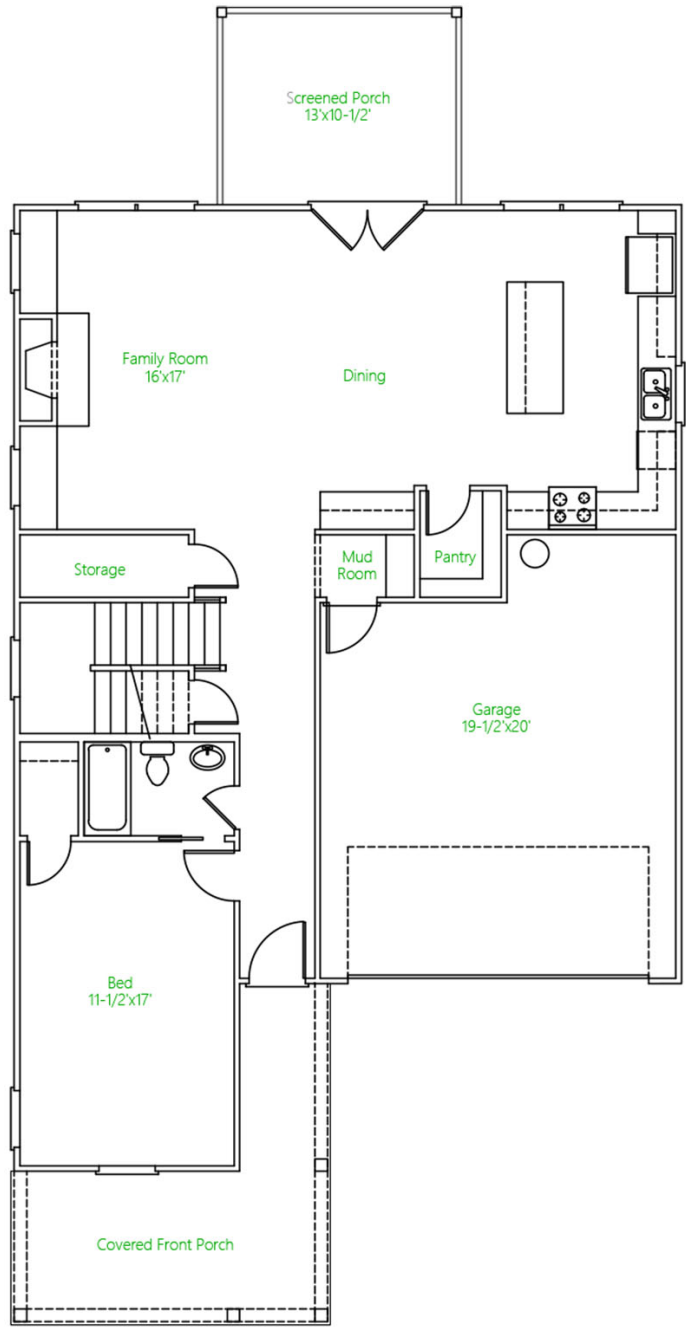 Screened Porch
13'x10-1/2'
Family Room
16'x17'
Dining
Storage
Mud
Room
Pantry
Garage
19-1/2'x20'
Bed
11-1/2'x17'
Covered Front Porch